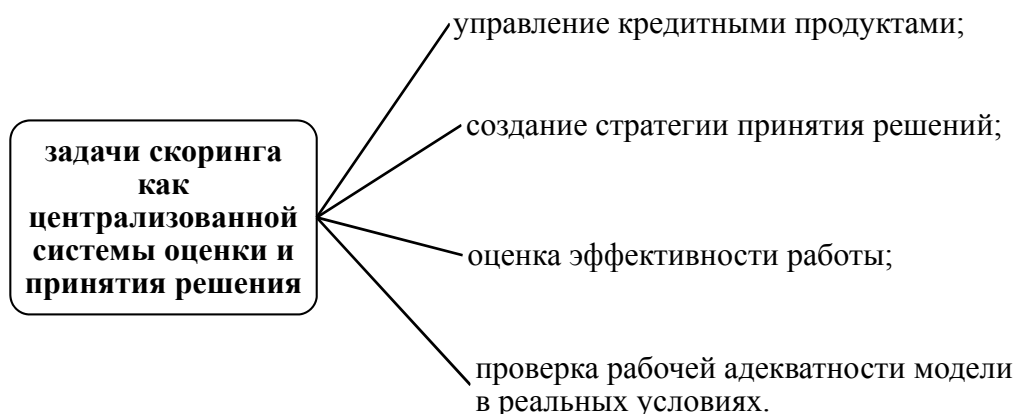 задачи скоринга
как
централизованной
системы оценки и
принятия решения
управление кредитными продуктами;
создание стратегии принятия решений;
оценка эффективности работы;
проверка рабочей адекватности модели
в реальных условиях.